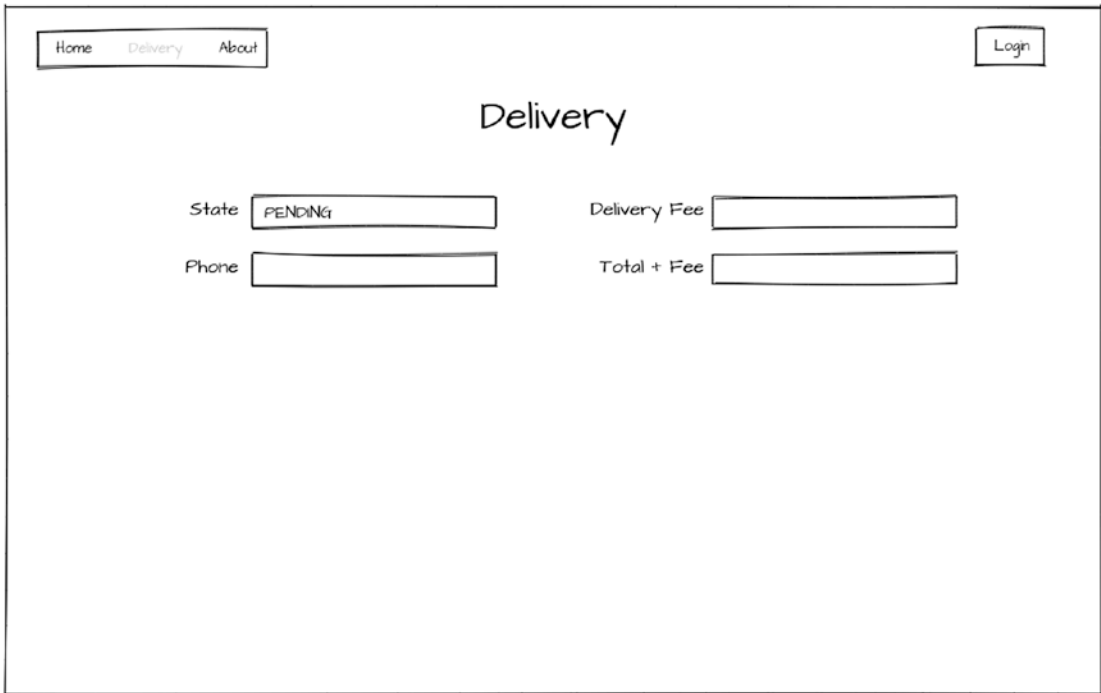 Home Delivery About Login
Delivery
State PENDING Delivery Fee
Phone Total + Fee